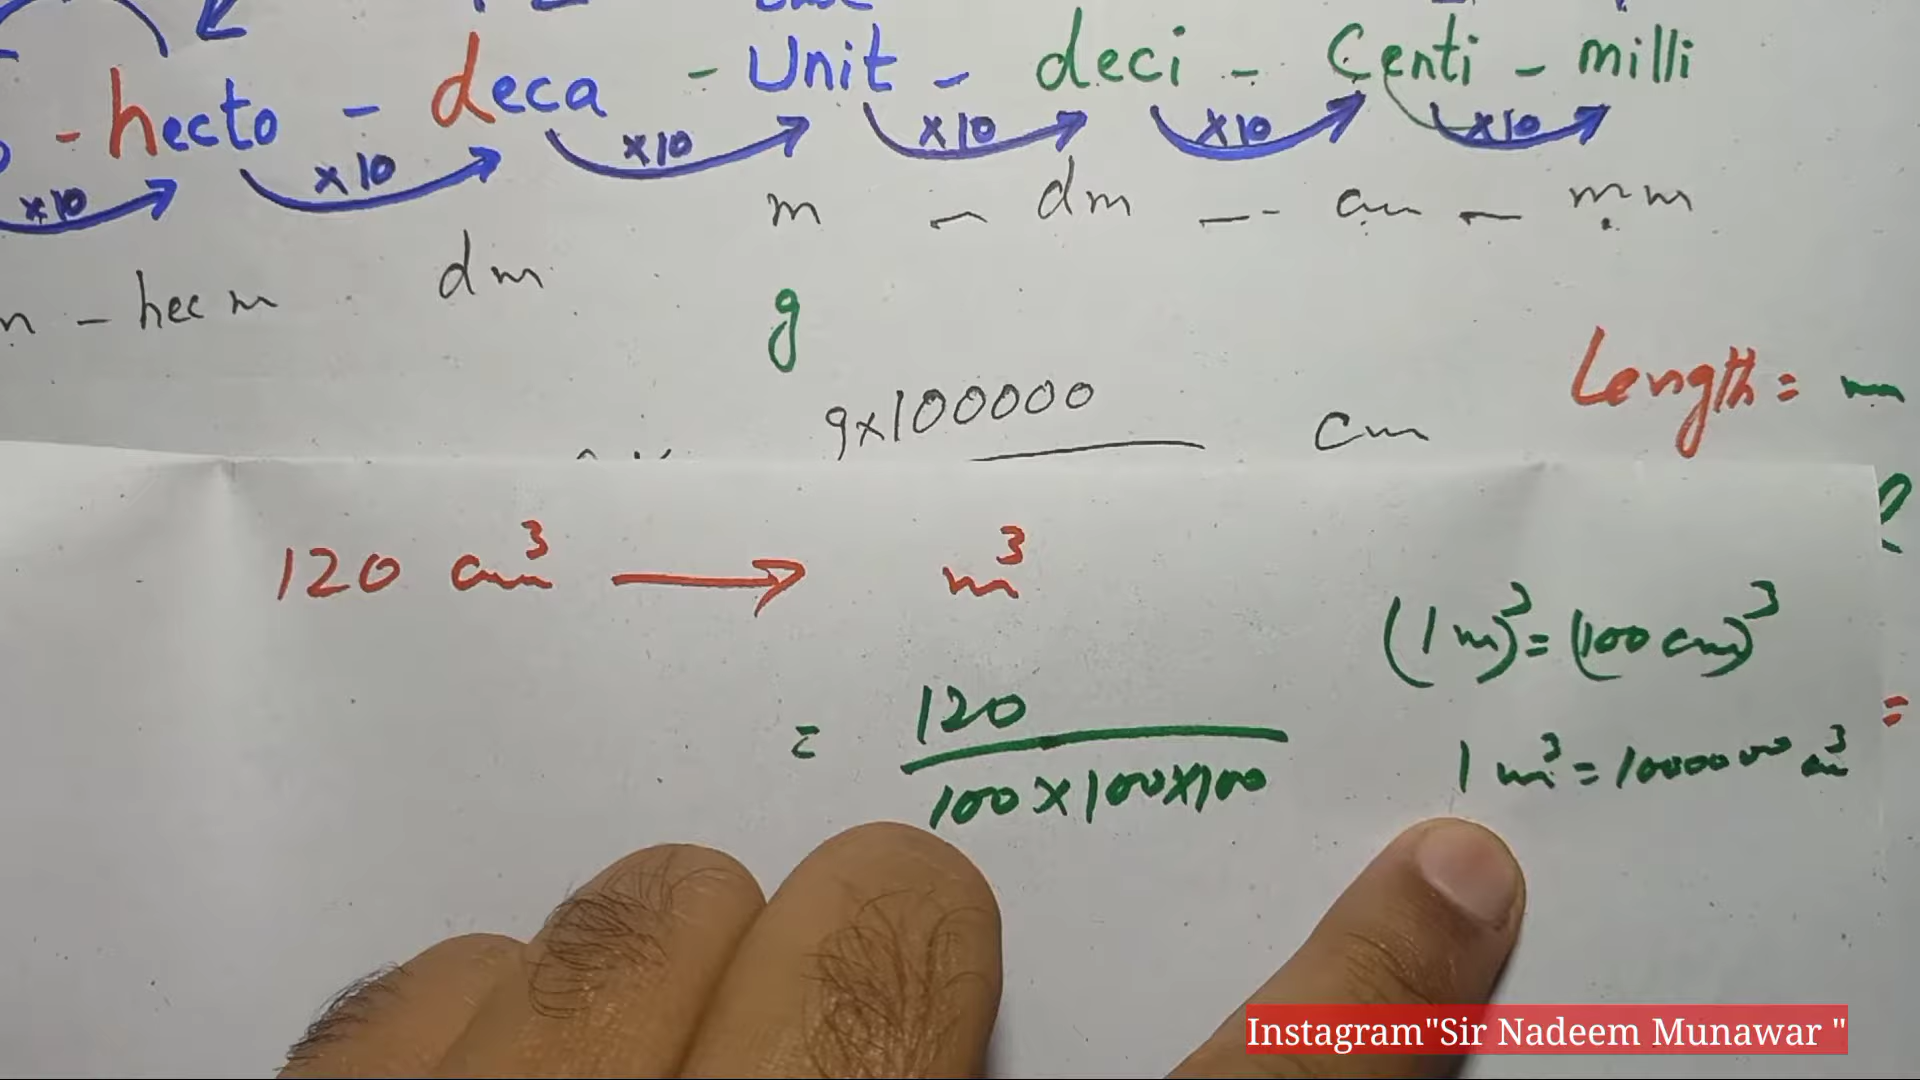 - hecto - deca - Unit - deci - Centi - milli
×10 ×10 ×10 ×10 ×10 ×10
m - dm - - cm - mm
- hec m dm
g
Length = m
9×100000 cm
120 cm³ → m³
(1 m)³ = (100 cm)³
= 120
100×100×100
1 m³ = 1000000 cm³
=
Instagram"Sir Nadeem Munawar "